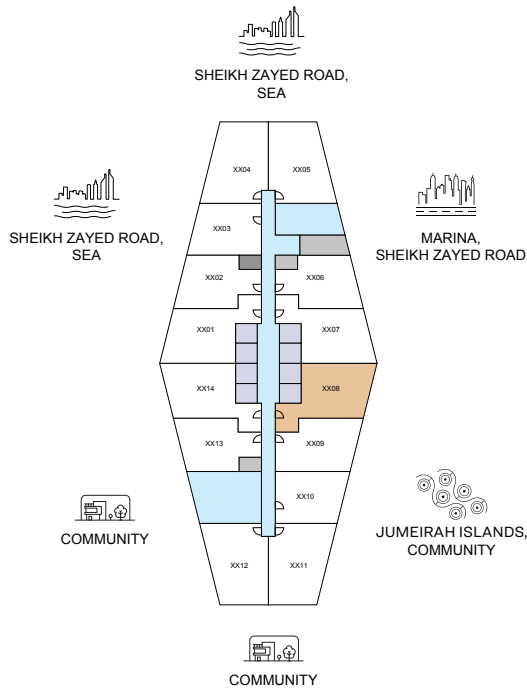 SHEIKH ZAYED ROAD,
SEA
XX04
XX05
SHEIKH ZAYED ROAD,
SEA
MARINA,
SHEIKH ZAYED ROAD
XX03
XX02
XX06
XX01
XX07
XX14
XX08
XX13
XX09
XX10
COMMUNITY
JUMEIRAH ISLANDS,
COMMUNITY
XX12
XX11
COMMUNITY